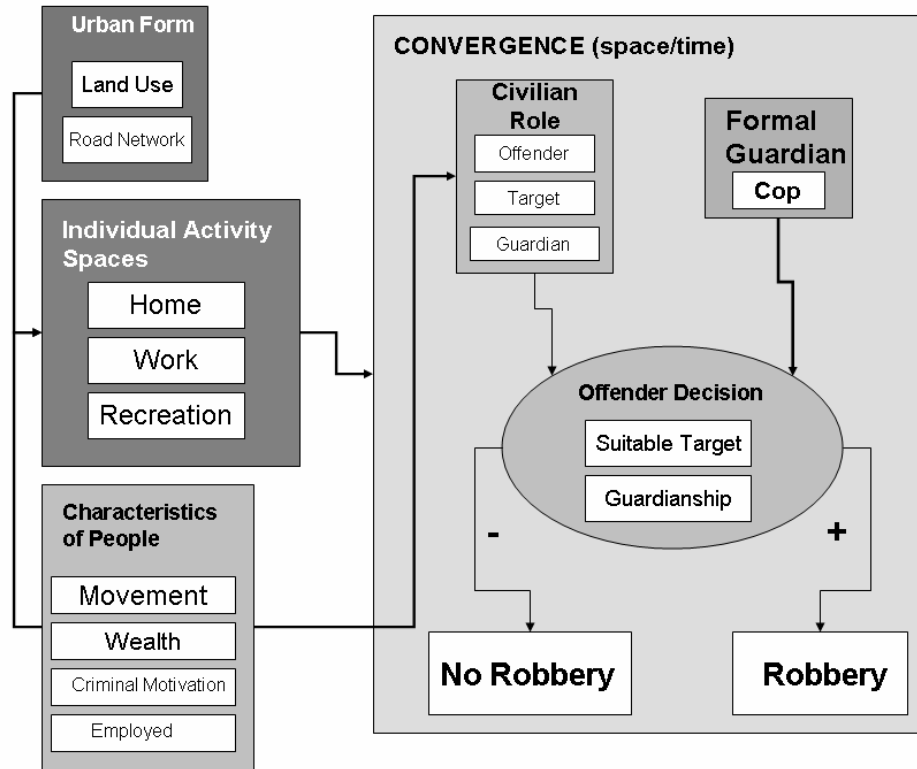 Urban Form
Land Use
Road Network
Individual Activity
Spaces
Home
Work
Recreation
Characteristics
of People
Movement
Wealth
Criminal Motivation
Employed
CONVERGENCE (space/time)
Civilian
Role
Offender
Target
Guardian
Formal
Guardian
Cop
Offender Decision
Suitable Target
Guardianship
-
+
No Robbery
Robbery